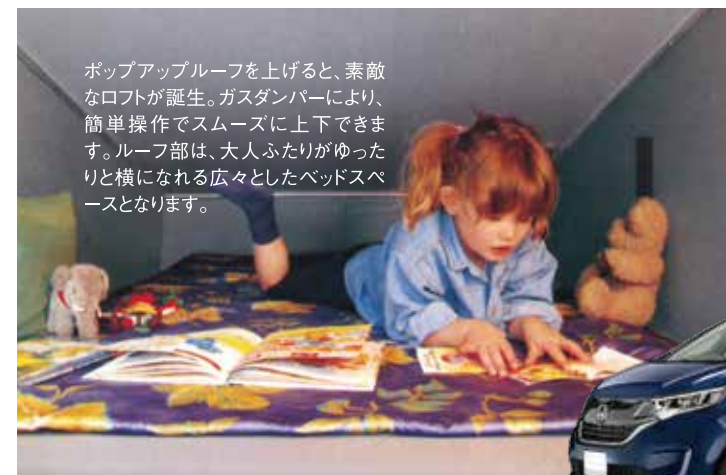 ポップアップルーフを上げると、素敵
なロフトが誕生。ガスダンパーにより、
簡単操作でスムーズに上下できま
す。ルーフ部は、大人ふたりがゆった
りと横になれる広々としたベッドスペ
ースとなります。